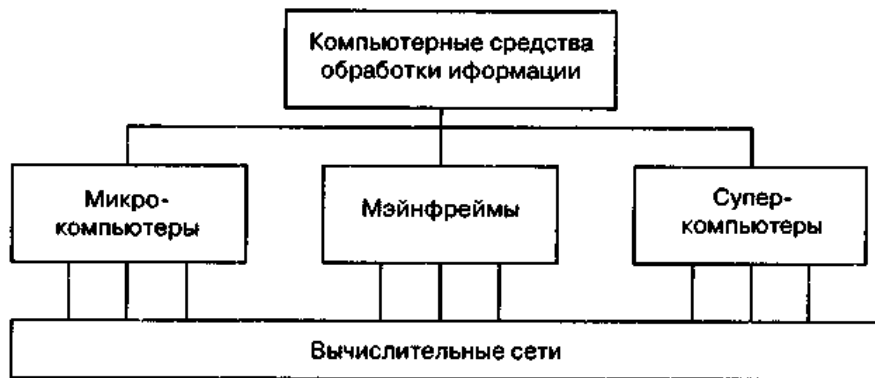 Компьютерные средства
обработки иформации
Микро-
компьютеры
Мэйнфреймы
Супер-
компьютеры
Вычислительные сети